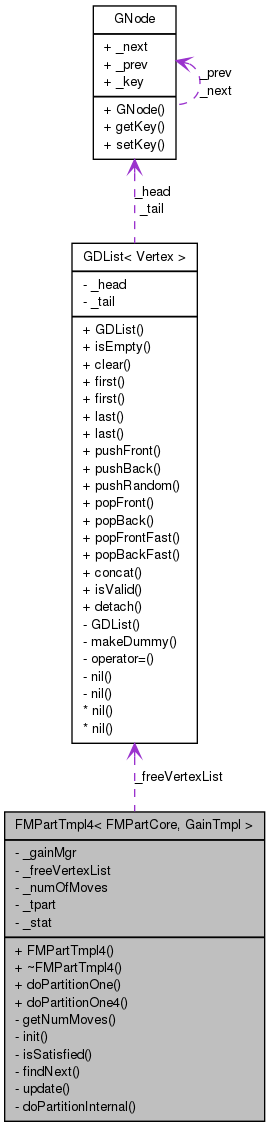 GNode
+ _next
+ _prev
+ _key
+ GNode()
+ getKey()
+ setKey()
_prev
_next
_head
_tail
GDList< Vertex >
- _head
- _tail
+ GDList()
+ isEmpty()
+ clear()
+ first()
+ first()
+ last()
+ last()
+ pushFront()
+ pushBack()
+ pushRandom()
+ popFront()
+ popBack()
+ popFrontFast()
+ popBackFast()
+ concat()
+ isValid()
+ detach()
- GDList()
- makeDummy()
- operator=()
- nil()
- nil()
* nil()
* nil()
_freeVertexList
FMPartTmpl4< FMPartCore, GainTmpl >
- _gainMgr
- _freeVertexList
- _numOfMoves
- _tpart
- _stat
+ FMPartTmpl4()
+ ~FMPartTmpl4()
+ doPartitionOne()
+ doPartitionOne4()
- getNumMoves()
- init()
- isSatisfied()
- findNext()
- update()
- doPartitionInternal()